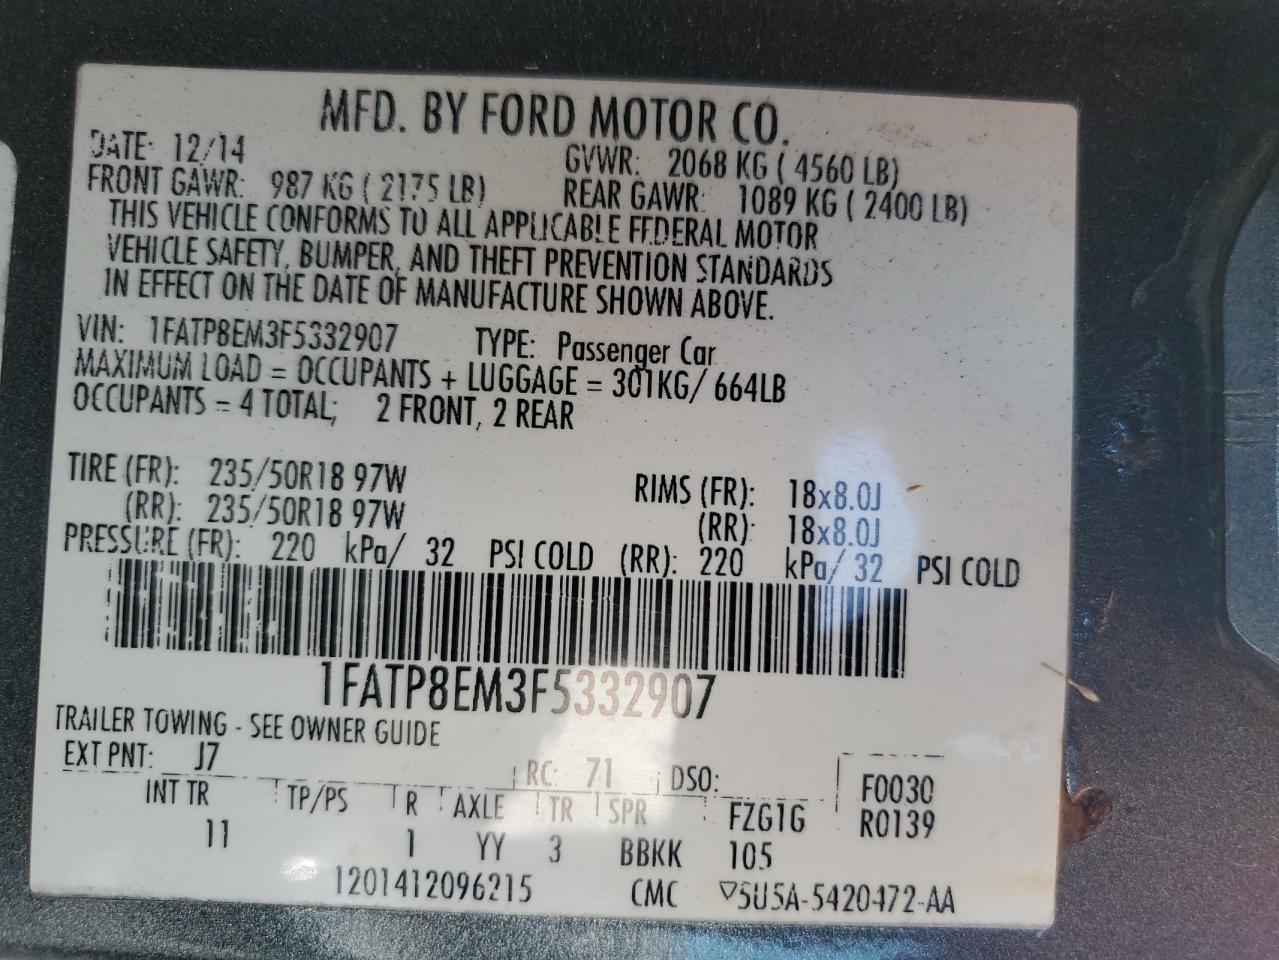 MFD. BY FORD MOTOR CO.
DATE: 12/14 GVWR: 2068 KG ( 4560 LB)
FRONT GAWR: 987 KG ( 2175 LB) REAR GAWR: 1089 KG ( 2400 LB)
THIS VEHICLE CONFORMS TO ALL APPLICABLE FEDERAL MOTOR
VEHICLE SAFETY, BUMPER, AND THEFT PREVENTION STANDARDS
IN EFFECT ON THE DATE OF MANUFACTURE SHOWN ABOVE.
VIN: 1FATP8EM3F5332907 TYPE: Passenger Car
MAXIMUM LOAD = OCCUPANTS + LUGGAGE = 301KG/ 664LB
OCCUPANTS = 4 TOTAL; 2 FRONT, 2 REAR
TIRE (FR): 235/50R18 97W RIMS (FR): 18x8.0J
(RR): 235/50R18 97W (RR): 18x8.0J
PRESSURE (FR): 220 kPa/ 32 PSI COLD (RR): 220 kPa/ 32 PSI COLD
1FATP8EM3F5332907
TRAILER TOWING - SEE OWNER GUIDE
EXT PNT: J7 RC: 71 DSO: F0030
INT TR TP/PS R AXLE TR SPR FZG1G R0139
11 1 YY 3 BBKK 105
1201412096215 CMC ▽5U5A-5420472-AA